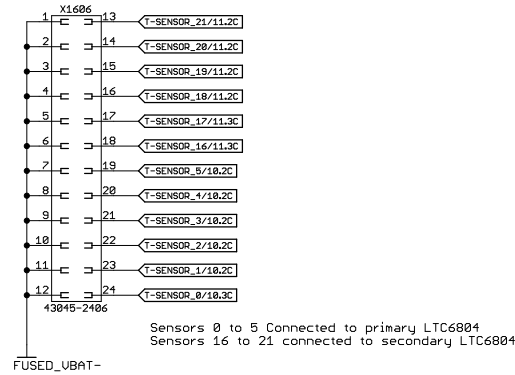 X1606
1 13 T-SENSOR_21/11.2C
2 14 T-SENSOR_20/11.2C
3 15 T-SENSOR_19/11.2C
4 16 T-SENSOR_18/11.2C
5 17 T-SENSOR_17/11.3C
6 18 T-SENSOR_16/11.3C
7 19 T-SENSOR_5/10.2C
8 20 T-SENSOR_4/10.2C
9 21 T-SENSOR_3/10.2C
10 22 T-SENSOR_2/10.2C
11 23 T-SENSOR_1/10.2C
12 24 T-SENSOR_0/10.3C
43045-2406
Sensors 0 to 5 Connected to primary LTC6804
Sensors 16 to 21 connected to secondary LTC6804
FUSED_VBAT-